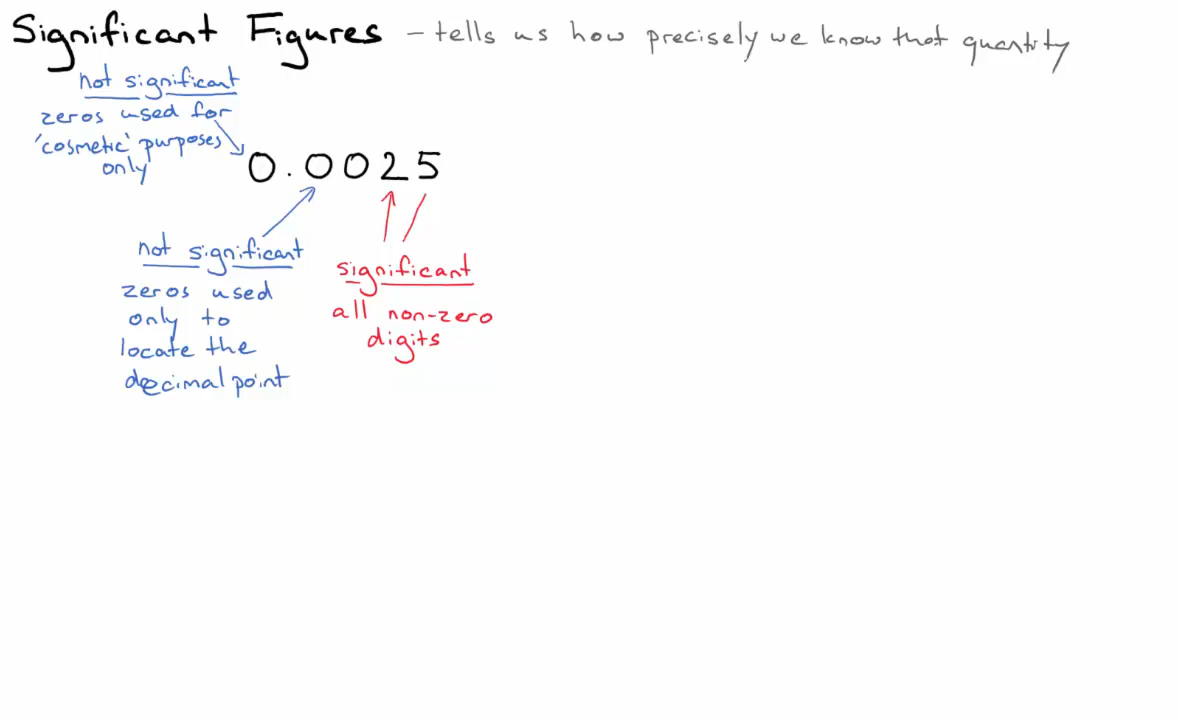 Significant Figures - tells us how precisely we know that quantity
not significant
zeros used for
'cosmetic' purposes
only
0.0025
not significant
zeros used
only to
locate the
decimal point
significant
all non-zero
digits